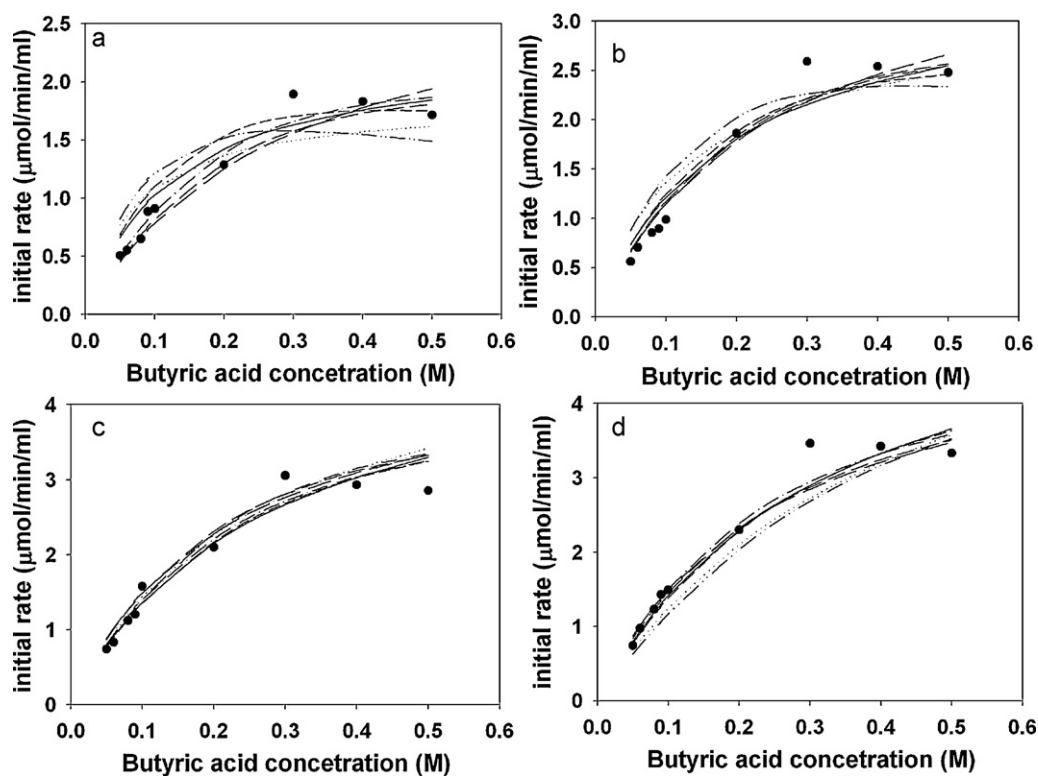 a
initial rate (µmol/min/ml)
2.5
2.0
1.5
1.0
0.5
0.0
0.0 0.1 0.2 0.3 0.4 0.5 0.6
Butyric acid concetration (M)
b
initial rate (µmol/min/ml)
3.0
2.5
2.0
1.5
1.0
0.5
0.0
0.0 0.1 0.2 0.3 0.4 0.5 0.6
Butyric acid concetration (M)
c
initial rate (µmol/min/ml)
4
3
2
1
0
0.0 0.1 0.2 0.3 0.4 0.5 0.6
Butyric acid concetration (M)
d
initial rate (µmol/min/ml)
4
3
2
1
0
0.0 0.1 0.2 0.3 0.4 0.5 0.6
Butyric acid concetration (M)